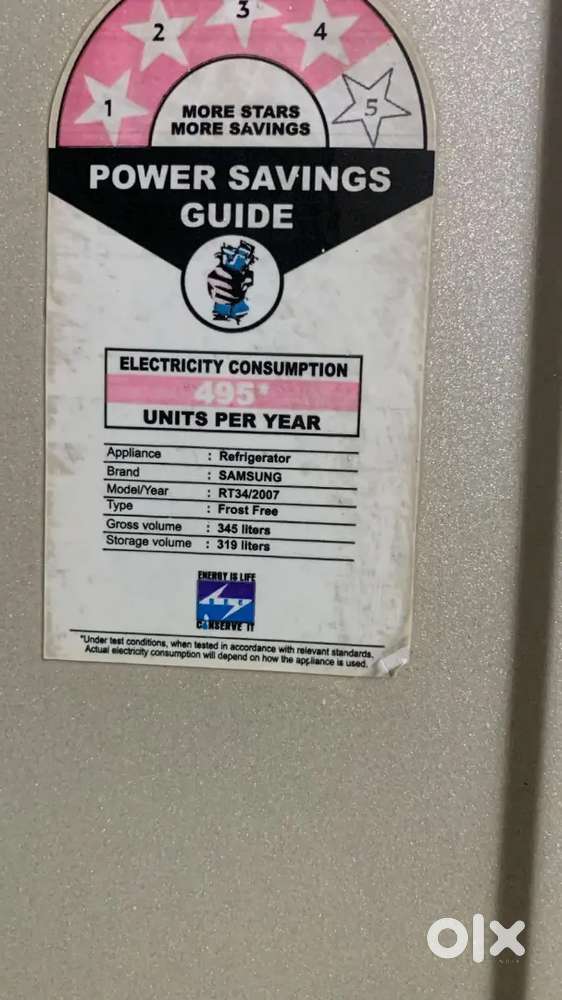 1 2 3 4 5
MORE STARS
MORE SAVINGS
POWER SAVINGS
GUIDE
ELECTRICITY CONSUMPTION
495*
UNITS PER YEAR
Appliance : Refrigerator
Brand : SAMSUNG
Model/Year : RT34/2007
Type : Frost Free
Gross volume : 345 liters
Storage volume : 319 liters
ENERGY IS LIFE
BEE
CONSERVE IT
*Under test conditions, when tested in accordance with relevant standards.
Actual electricity consumption will depend on how the appliance is used.
olx